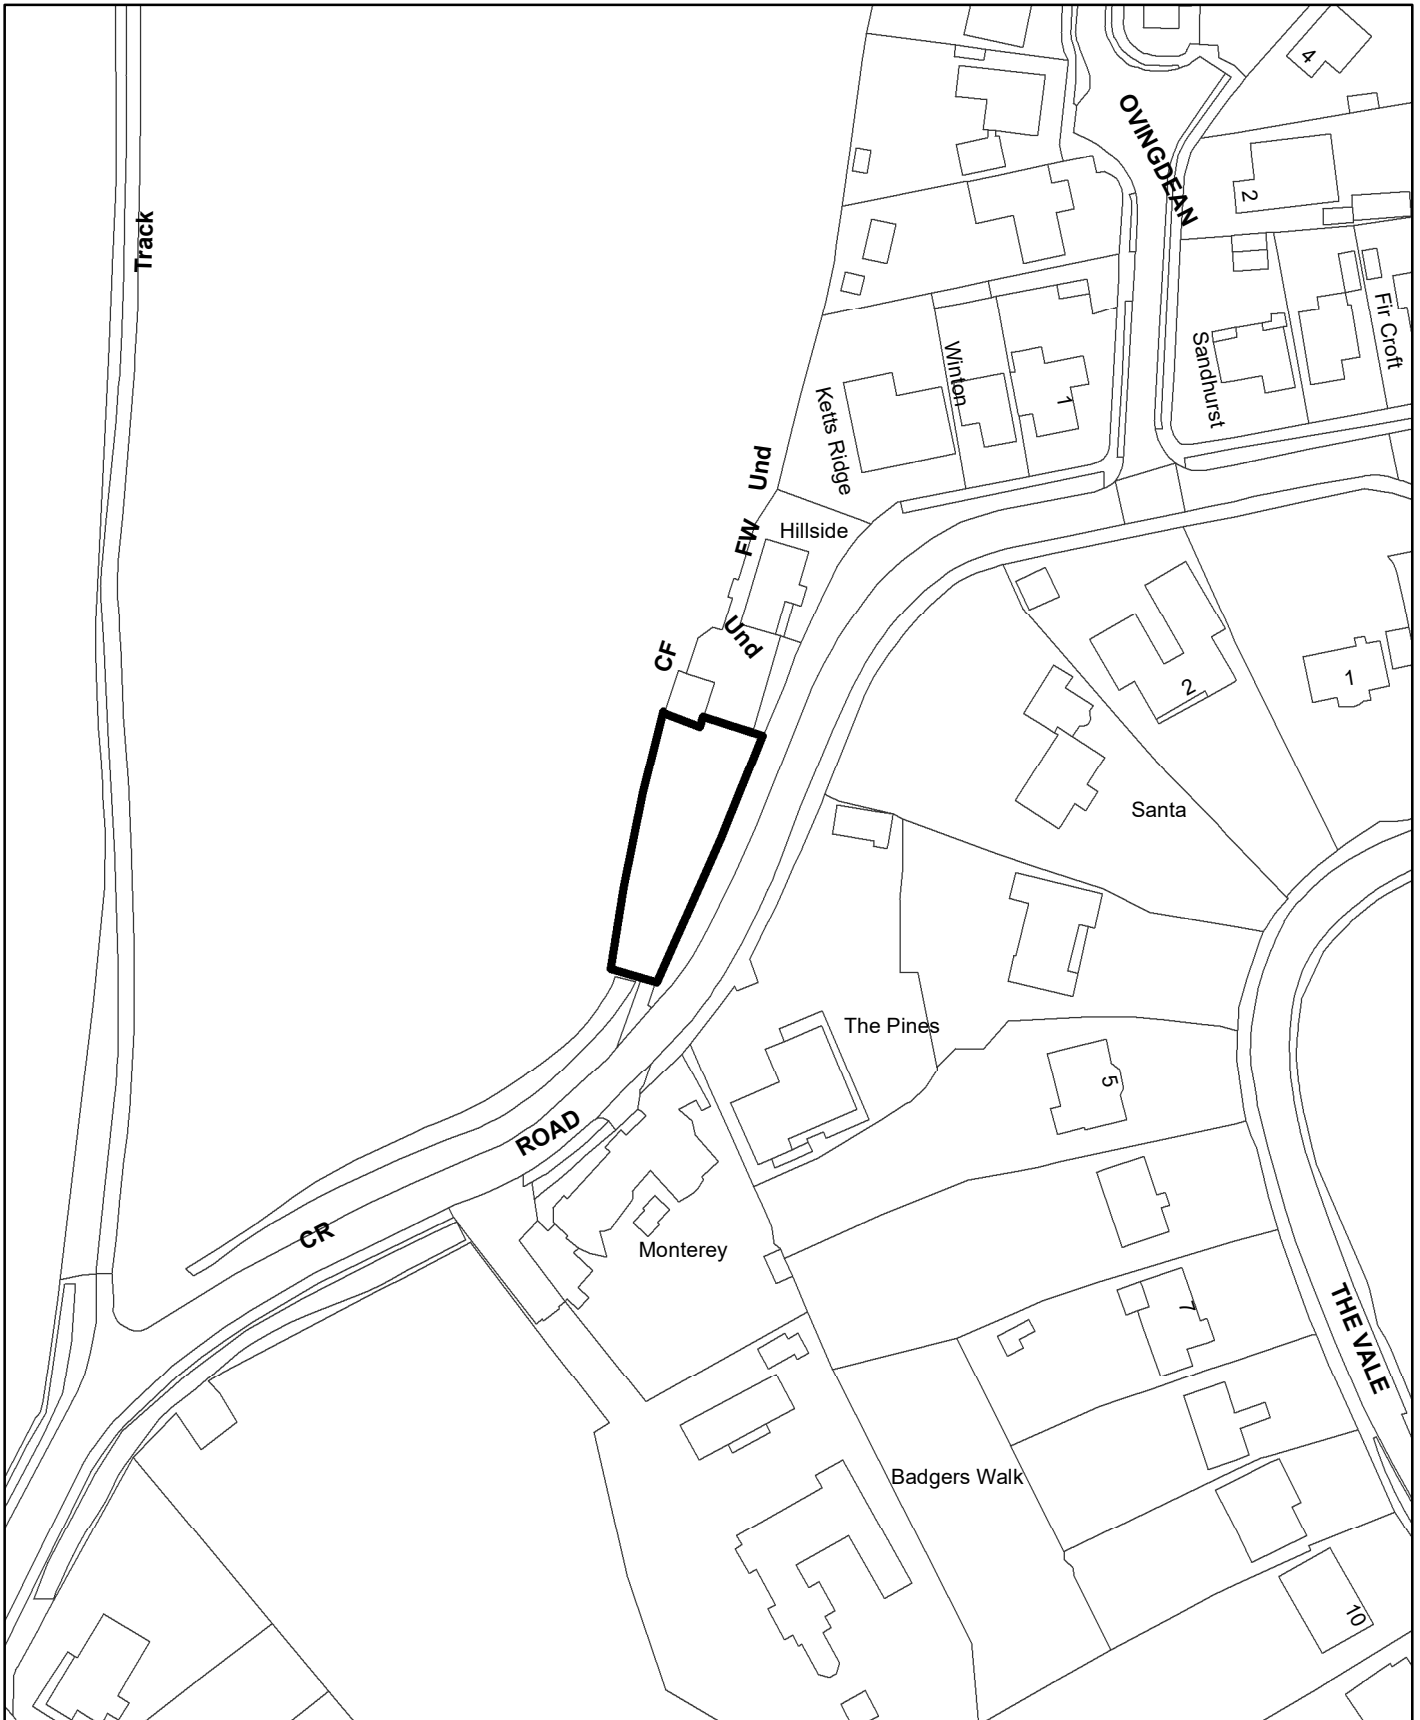 4
OVINGDEAN
2
Track
Fir Croft
Sandhurst
Winton
1
Ketts Ridge
Und
FW
Hillside
Und
CF
2
1
Santa
The Pines
5
ROAD
CR
Monterey
7
THE VALE
Badgers Walk
10